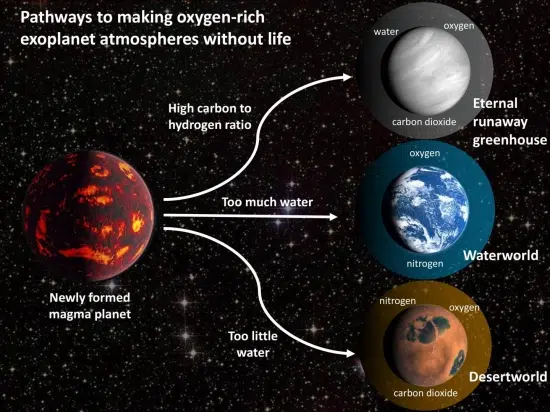 Pathways to making oxygen-rich
exoplanet atmospheres without life
water
oxygen
carbon dioxide
Eternal
runaway
greenhouse
High carbon to
hydrogen ratio
oxygen
nitrogen
Waterworld
Too much water
Newly formed
magma planet
Too little
water
nitrogen
oxygen
carbon dioxide
Desertworld